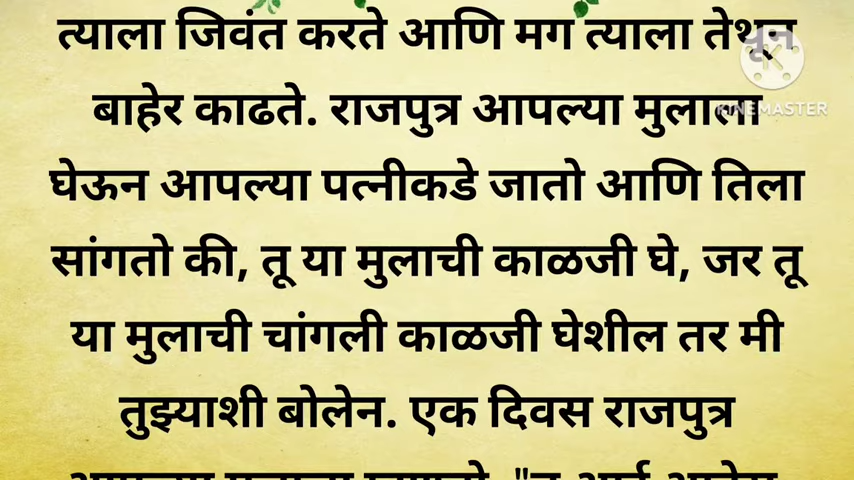 त्याला जिवंत करते आणि मग त्याला तेथून
बाहेर काढते. राजपुत्र आपल्या मुलाला
घेऊन आपल्या पत्नीकडे जातो आणि तिला
सांगतो की, तू या मुलाची काळजी घे, जर तू
या मुलाची चांगली काळजी घेशील तर मी
तुझ्याशी बोलेन. एक दिवस राजपुत्र
KINEMASTER